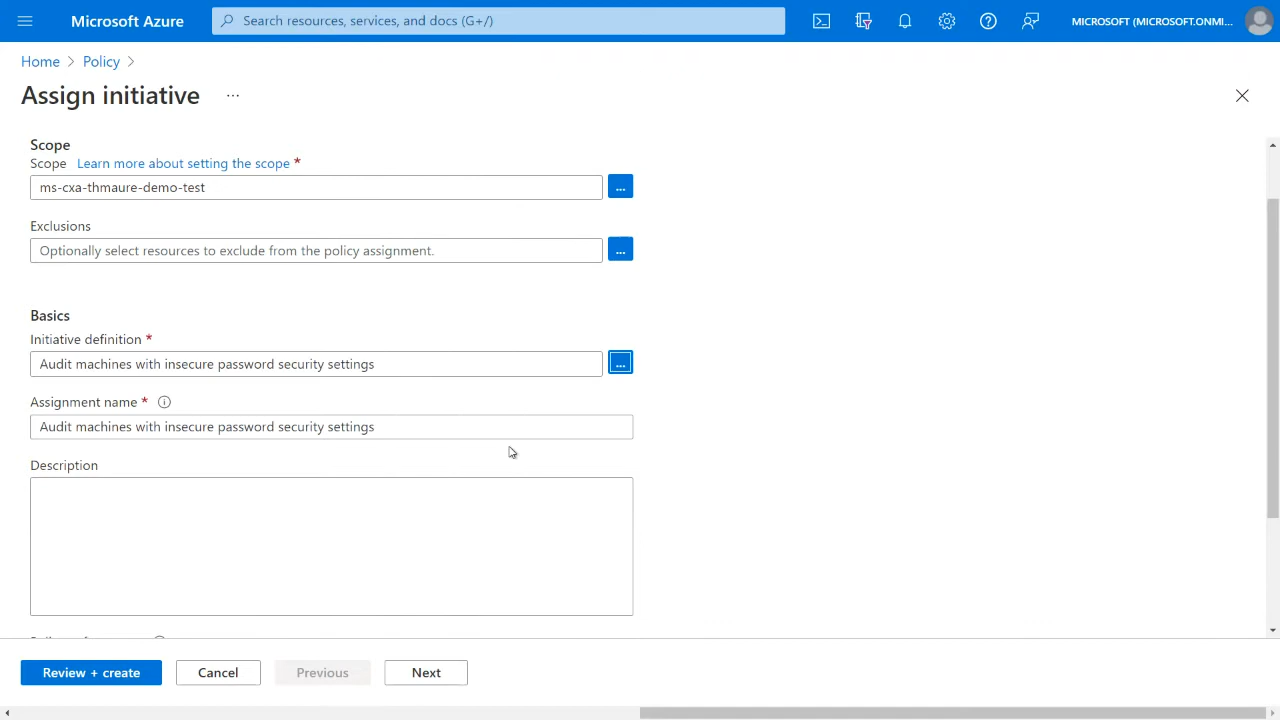 Microsoft Azure
Search resources, services, and docs (G+/)
MICROSOFT (MICROSOFT.ONMI...
Home > Policy >
Assign initiative ...
Scope
Scope Learn more about setting the scope *
ms-cxa-thmaure-demo-test
...
Exclusions
Optionally select resources to exclude from the policy assignment.
...
Basics
Initiative definition *
Audit machines with insecure password security settings
...
Assignment name *
Audit machines with insecure password security settings
Description
Review + create
Cancel
Previous
Next